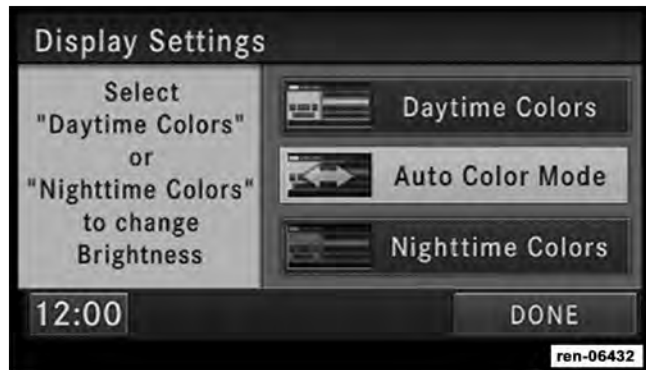 Display Settings
Select
"Daytime Colors"
or
"Nighttime Colors"
to change
Brightness
Daytime Colors
Auto Color Mode
Nighttime Colors
12:00
DONE
ren-06432